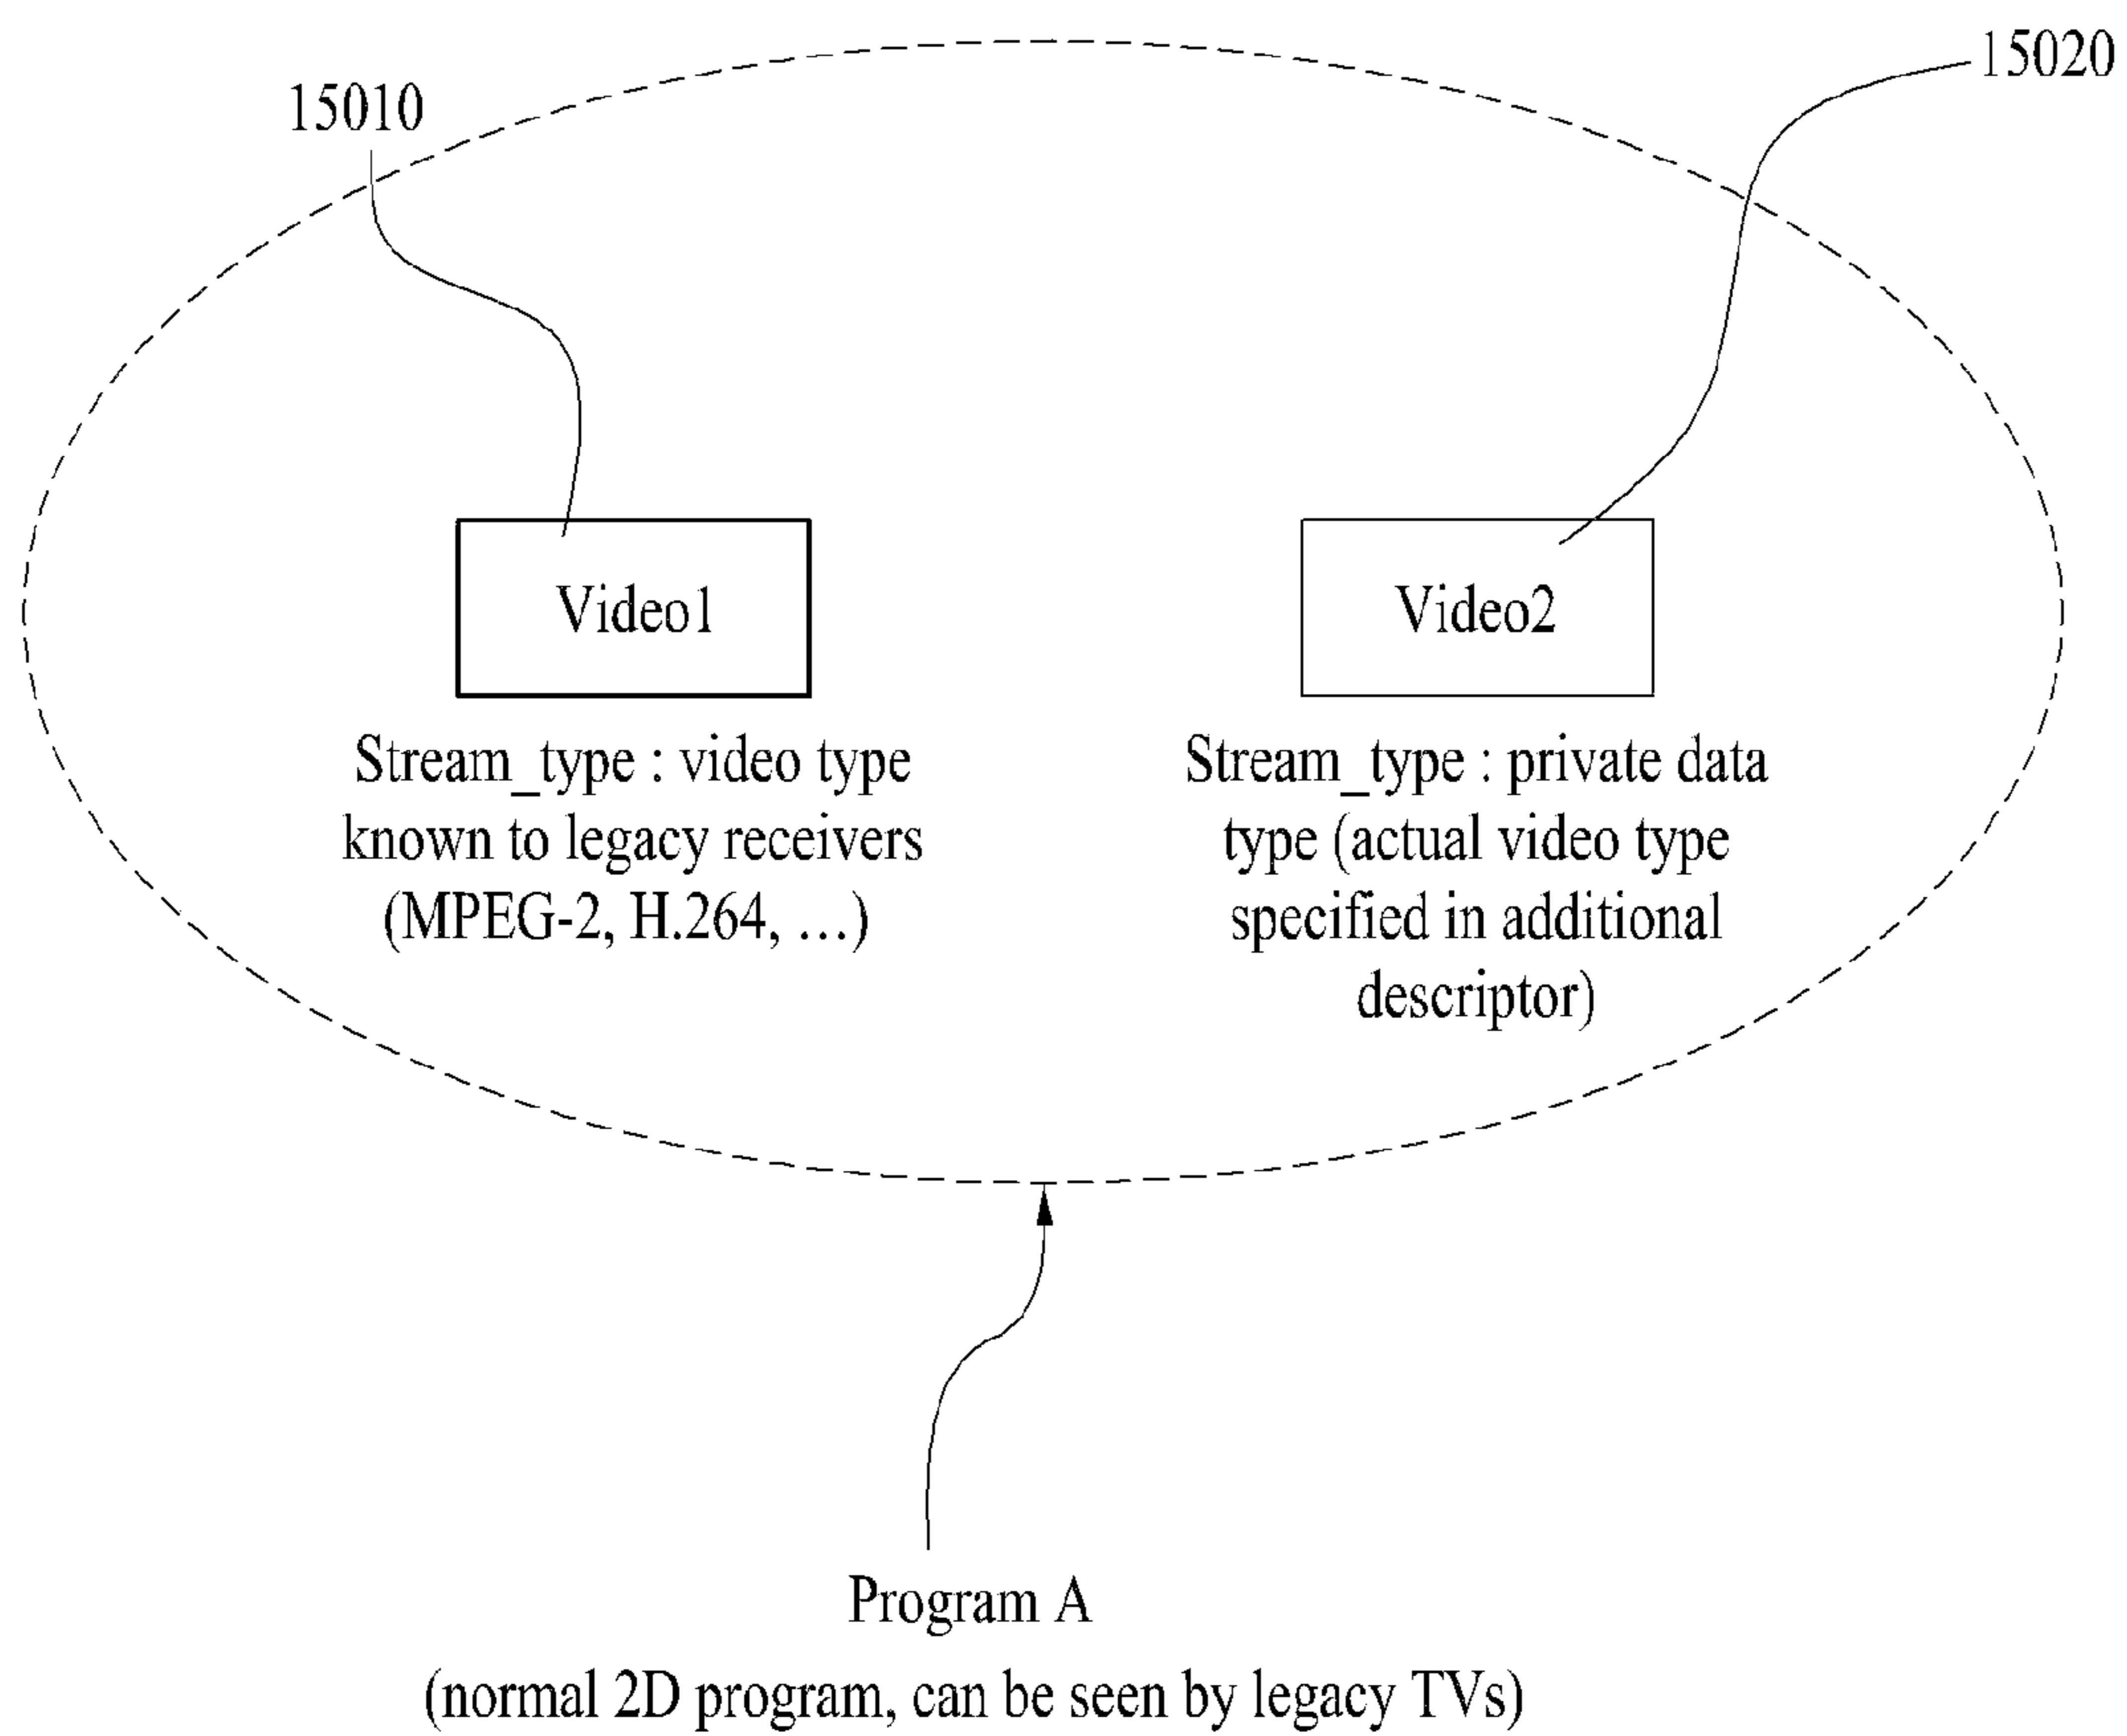 15010
15020
Video1
Video2
Stream_type : video type
known to legacy receivers
(MPEG-2, H.264, …)
Stream_type : private data
type (actual video type
specified in additional
descriptor)
Program A
(normal 2D program, can be seen by legacy TVs)